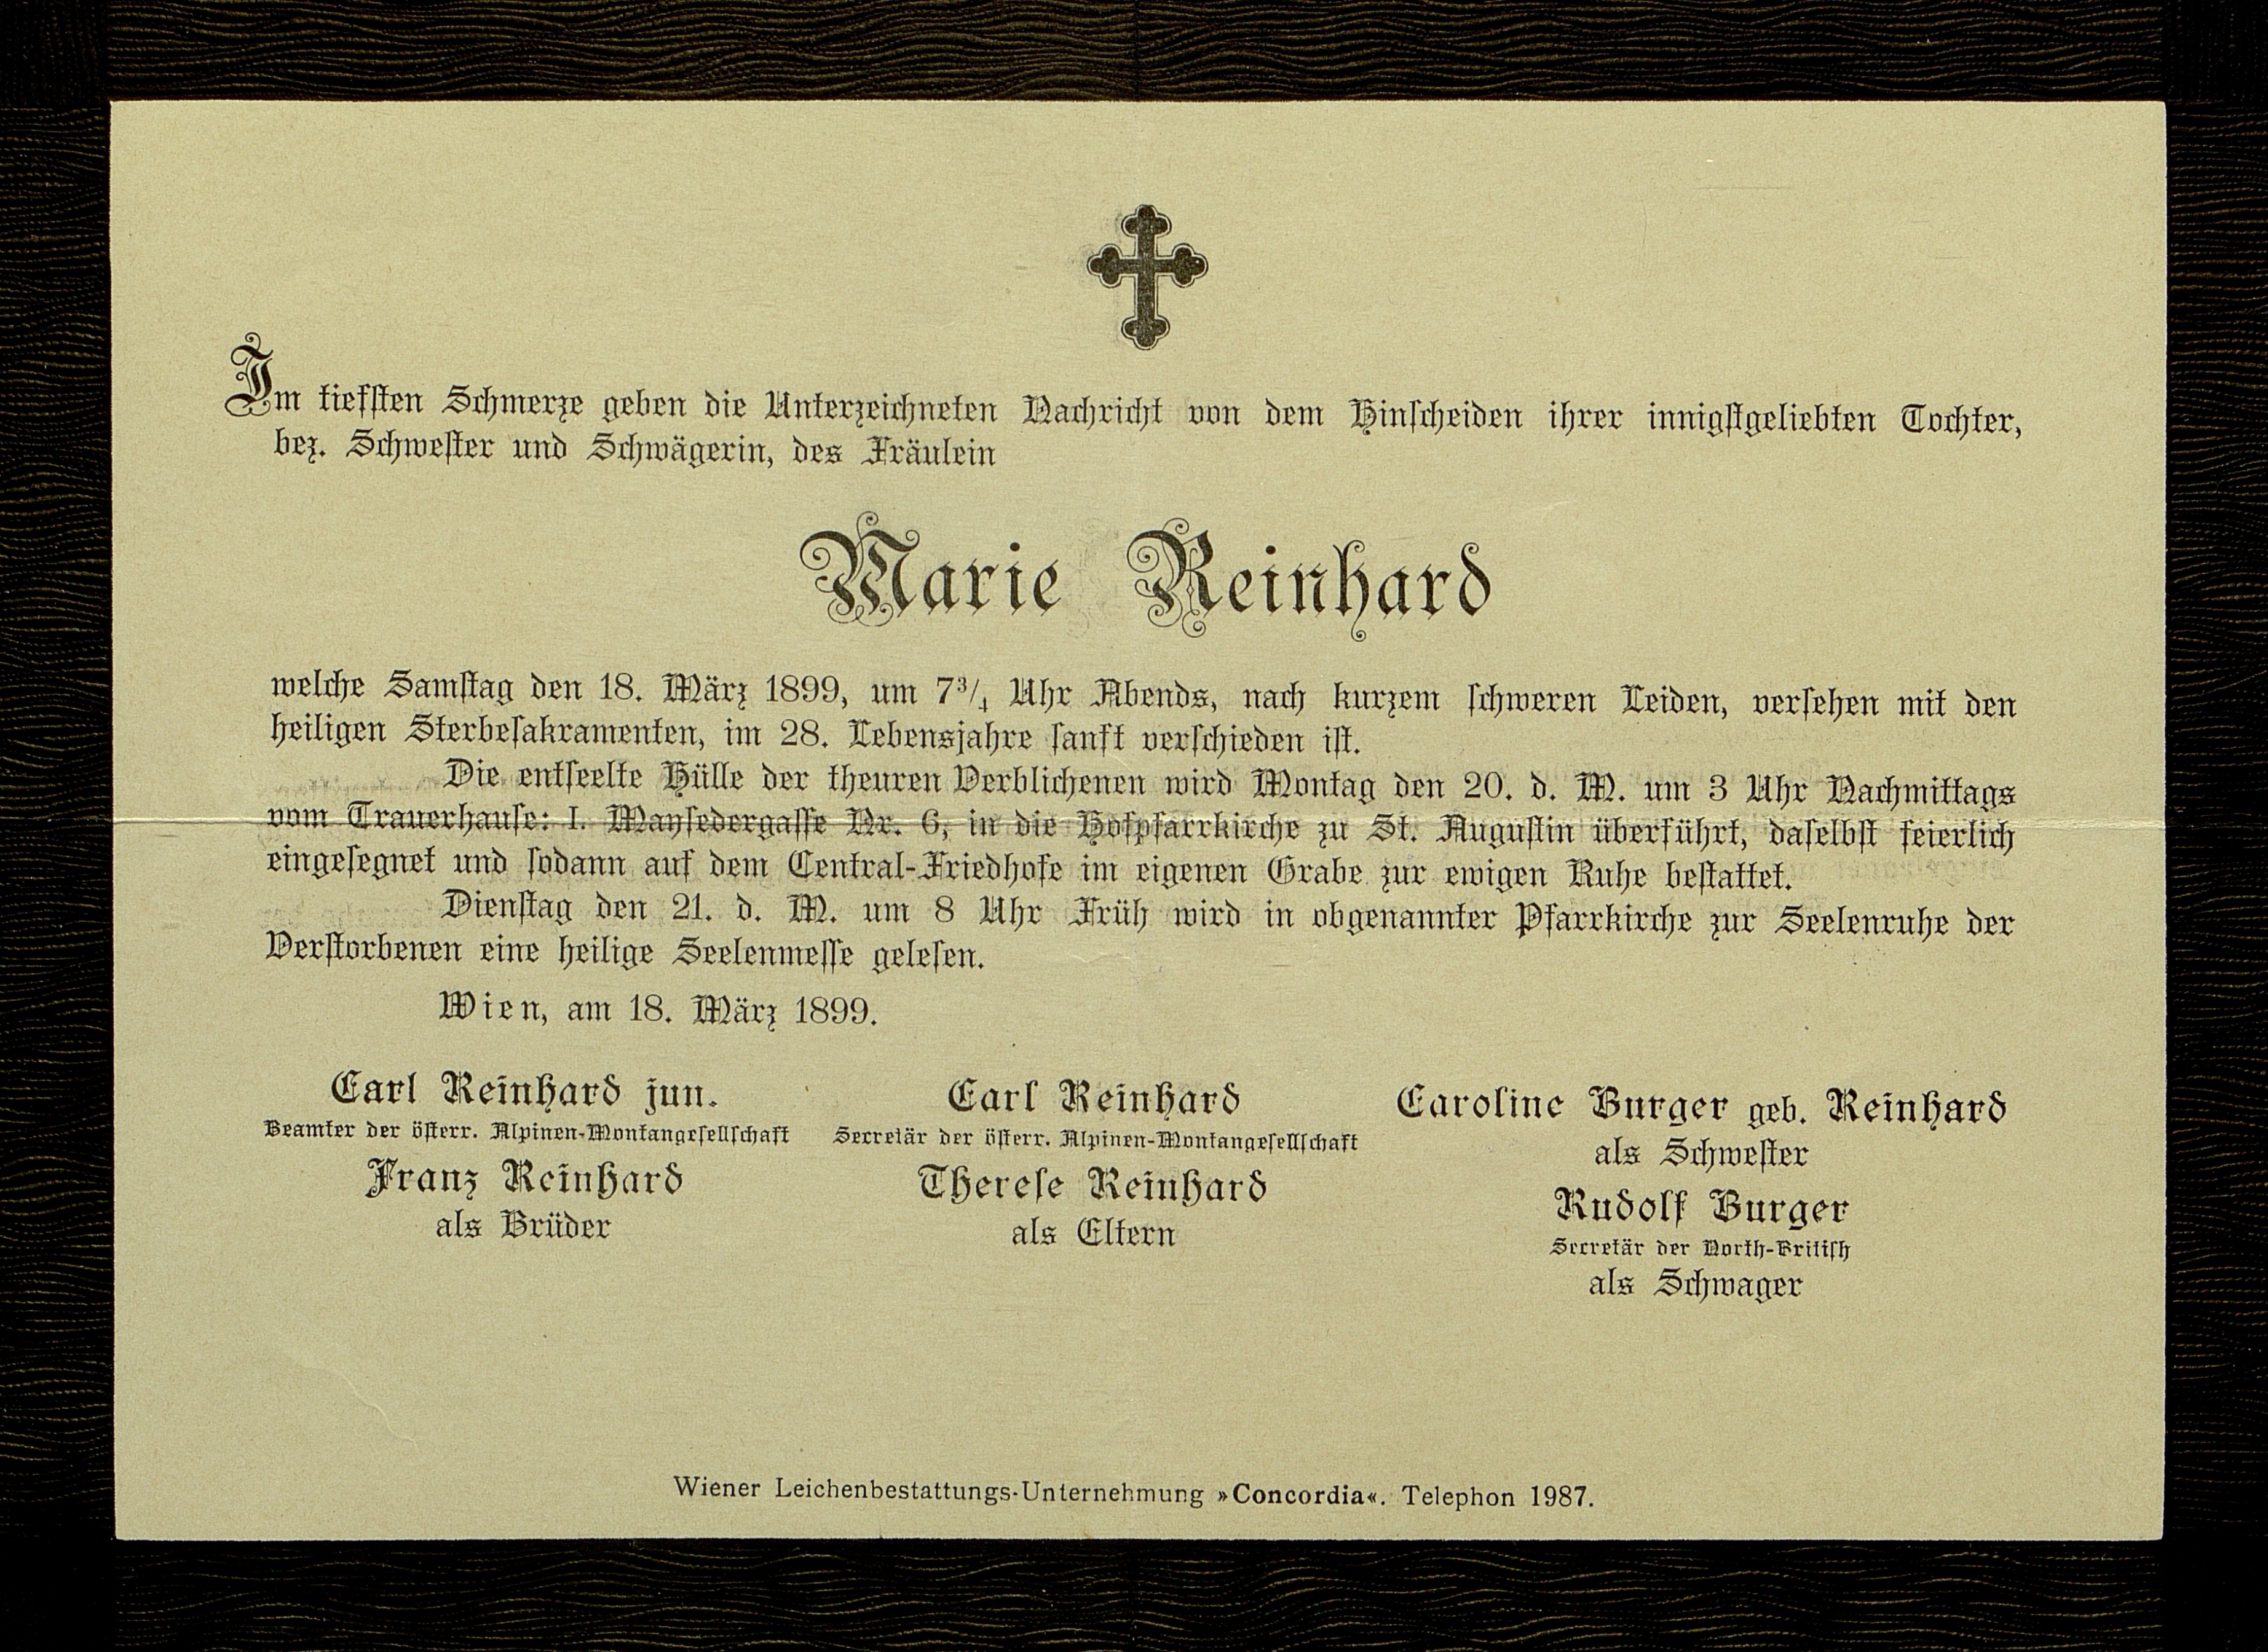 Im tiefsten Schmerze geben die Unterzeichneten Nachricht von dem Hinscheiden ihrer innigstgeliebten Tochter,
bez. Schwester und Schwägerin, des Fräulein
Marie Reinhard
welche Samstag den 18. März 1899, um 7³/₄ Uhr Abends, nach kurzem schweren Leiden, versehen mit den
heiligen Sterbesakramenten, im 28. Lebensjahre sanft verschieden ist.
Die entseelte Hülle der theuren Verblichenen wird Montag den 20. d. M. um 3 Uhr Nachmittags
vom Trauerhause: I. Maysedergasse Nr. 6, in die Hofpfarrkirche zu St. Augustin überführt, daselbst feierlich
eingesegnet und sodann auf dem Central-Friedhofe im eigenen Grabe zur ewigen Ruhe bestattet.
Dienstag den 21. d. M. um 8 Uhr Früh wird in obgenannter Pfarrkirche zur Seelenruhe der
Verstorbenen eine heilige Seelenmesse gelesen.
Wien, am 18. März 1899.
Carl Reinhard jun.
Beamter der österr. Alpinen-Montangesellschaft
Franz Reinhard
als Brüder
Carl Reinhard
Secretär der österr. Alpinen-Montangesellschaft
Therese Reinhard
als Eltern
Caroline Burger geb. Reinhard
als Schwester
Rudolf Burger
Secretär der North-British
als Schwager
Wiener Leichenbestattungs-Unternehmung »Concordia«. Telephon 1987.